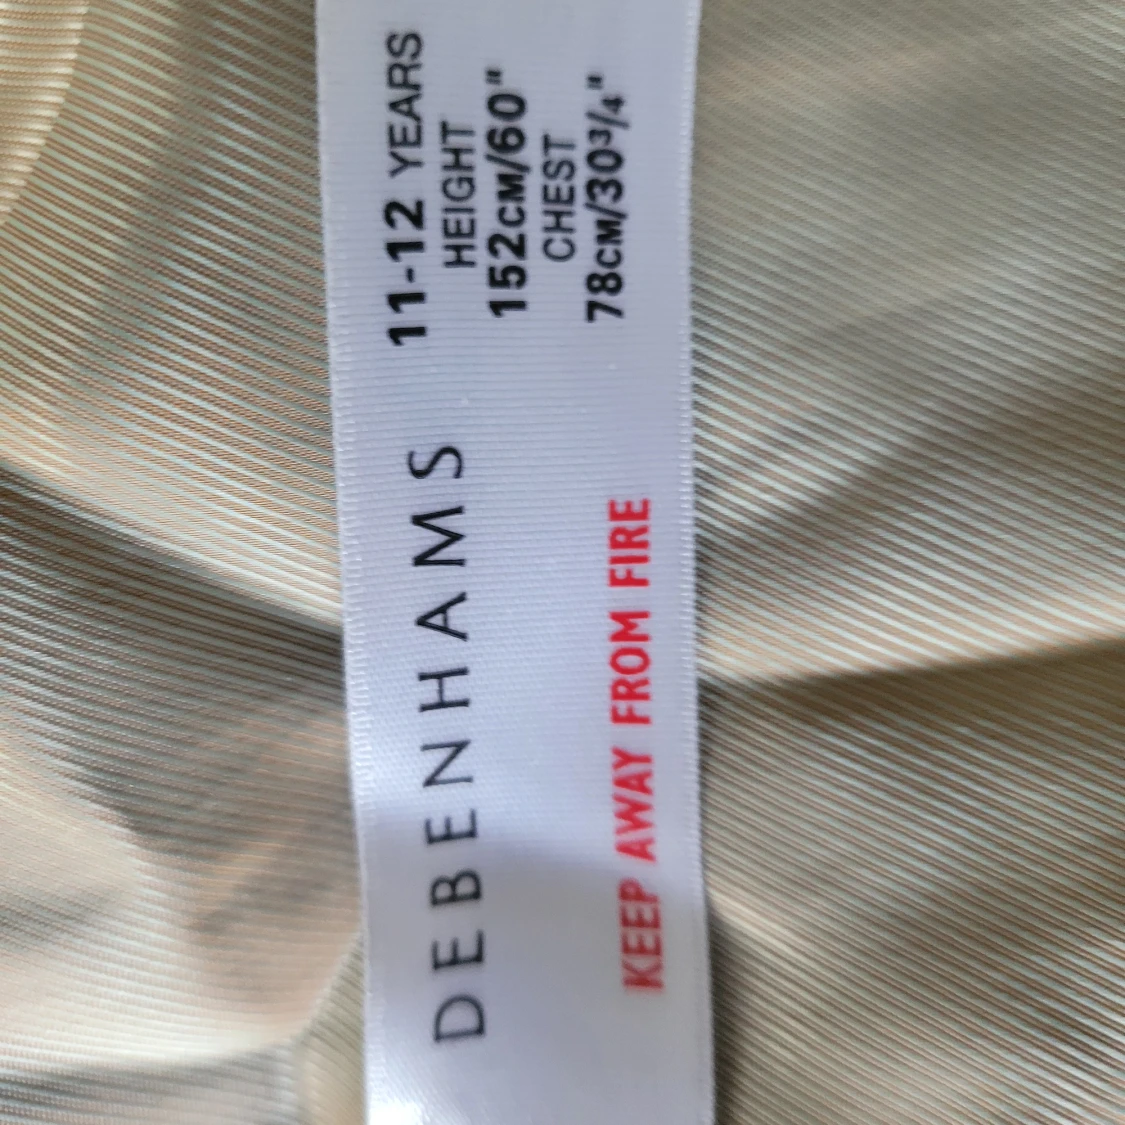 DEBENHAMS
11-12 YEARS
HEIGHT
152CM/60"
CHEST
78CM/30¾"
KEEP AWAY FROM FIRE